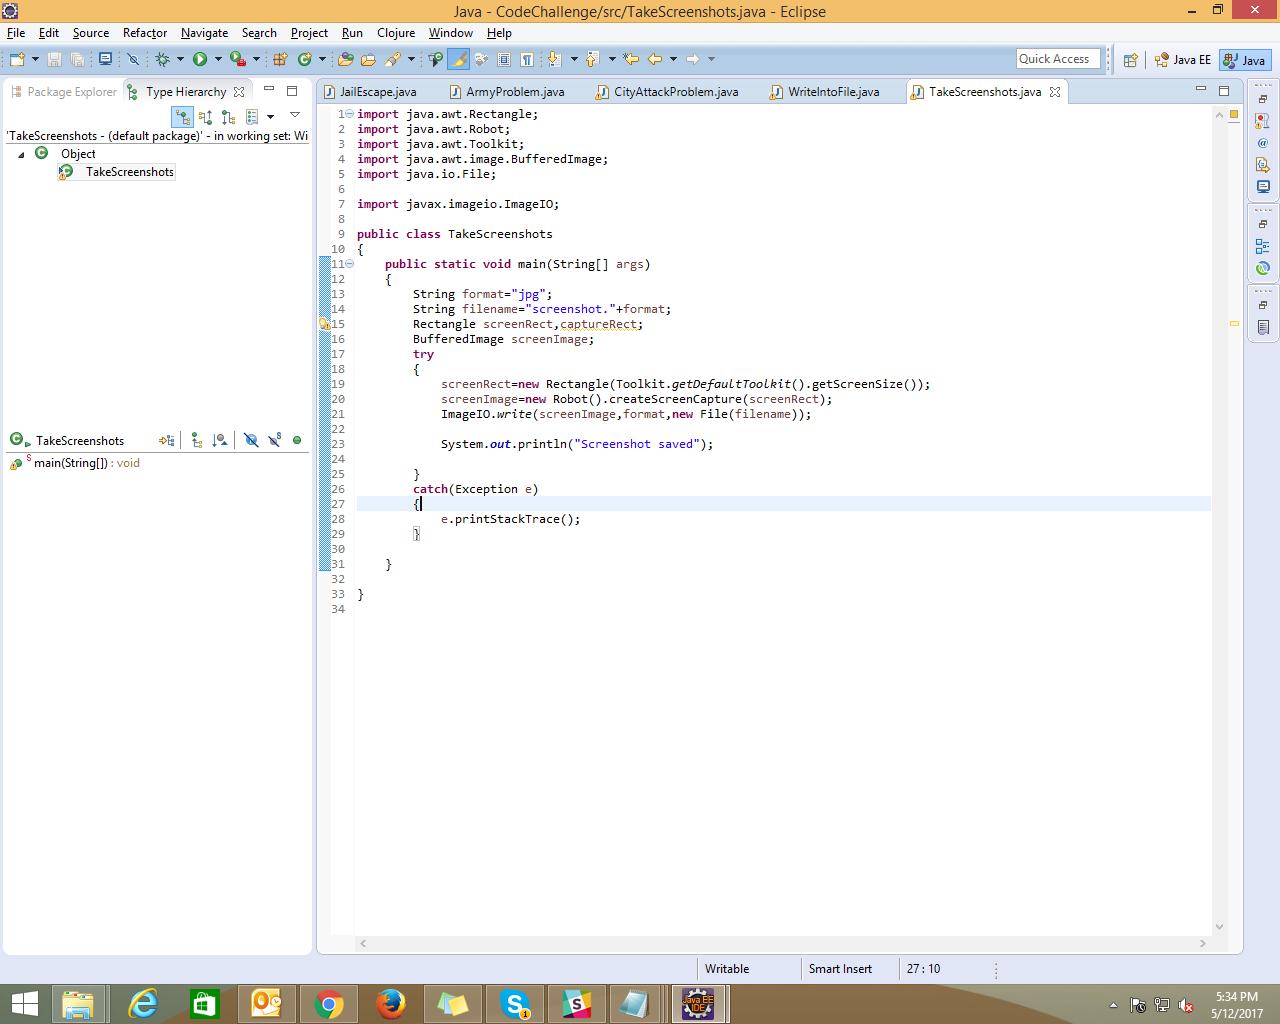 Java - CodeChallenge/src/TakeScreenshots.java - Eclipse
File Edit Source Refactor Navigate Search Project Run Clojure Window Help
Quick Access Java EE Java
Package Explorer Type Hierarchy
'TakeScreenshots - (default package)' - in working set: Wi
Object
TakeScreenshots
TakeScreenshots
main(String[]) : void
JailEscape.java ArmyProblem.java CityAttackProblem.java WriteIntoFile.java TakeScreenshots.java
1 import java.awt.Rectangle;
2 import java.awt.Robot;
3 import java.awt.Toolkit;
4 import java.awt.image.BufferedImage;
5 import java.io.File;
6
7 import javax.imageio.ImageIO;
8
9 public class TakeScreenshots
10 {
11 public static void main(String[] args)
12 {
13 String format="jpg";
14 String filename="screenshot."+format;
15 Rectangle screenRect,captureRect;
16 BufferedImage screenImage;
17 try
18 {
19 screenRect=new Rectangle(Toolkit.getDefaultToolkit().getScreenSize());
20 screenImage=new Robot().createScreenCapture(screenRect);
21 ImageIO.write(screenImage,format,new File(filename));
22
23 System.out.println("Screenshot saved");
24
25 }
26 catch(Exception e)
27 {
28 e.printStackTrace();
29 }
30
31 }
32
33 }
34
Writable Smart Insert 27 : 10
Java EE
IDE
1
5:34 PM
5/12/2017